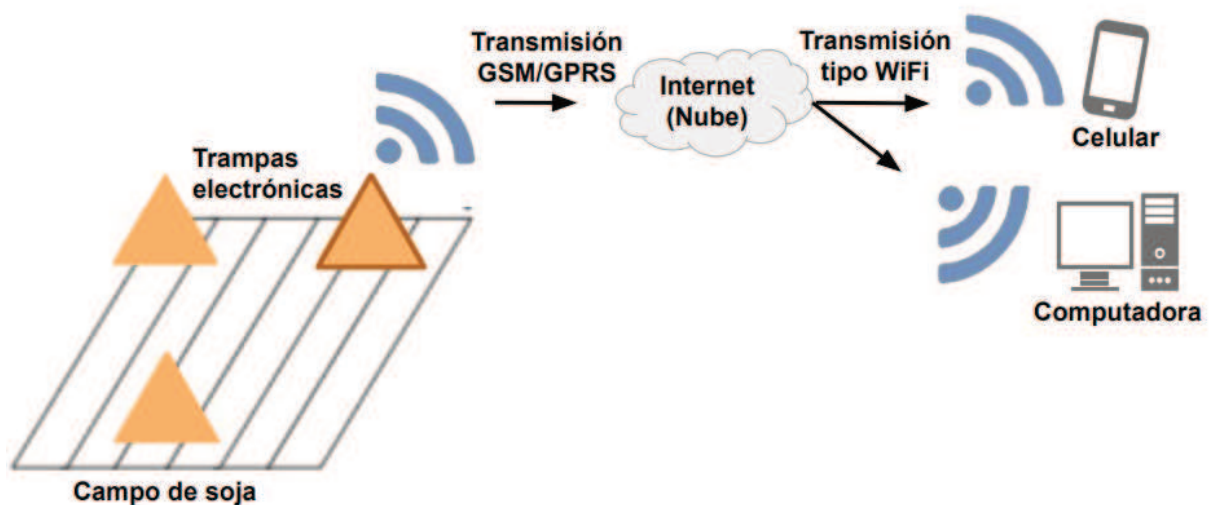 Transmisión
GSM/GPRS
Internet
(Nube)
Transmisión
tipo WiFi
Celular
Trampas
electrónicas
Computadora
Campo de soja